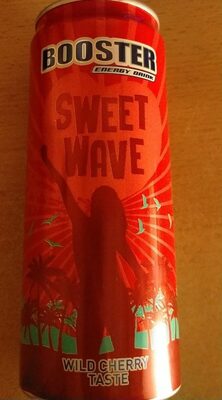 BOOSTER
ENERGY DRINK
SWEET
WAVE
WILD CHERRY
TASTE